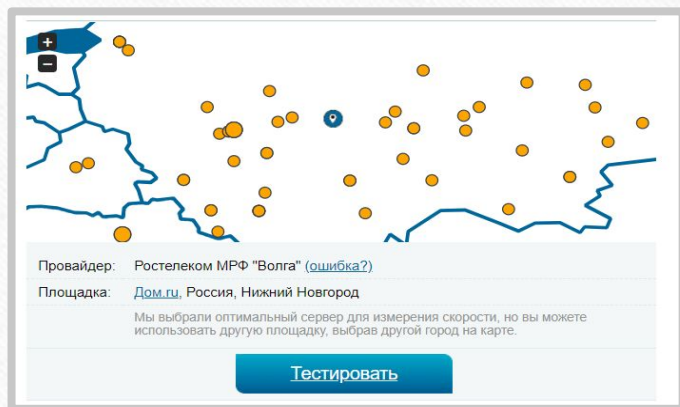 +
−
Провайдер: Ростелеком МРФ "Волга" (ошибка?)
Площадка: Дом.ru, Россия, Нижний Новгород
Мы выбрали оптимальный сервер для измерения скорости, но вы можете
использовать другую площадку, выбрав другой город на карте.
Тестировать